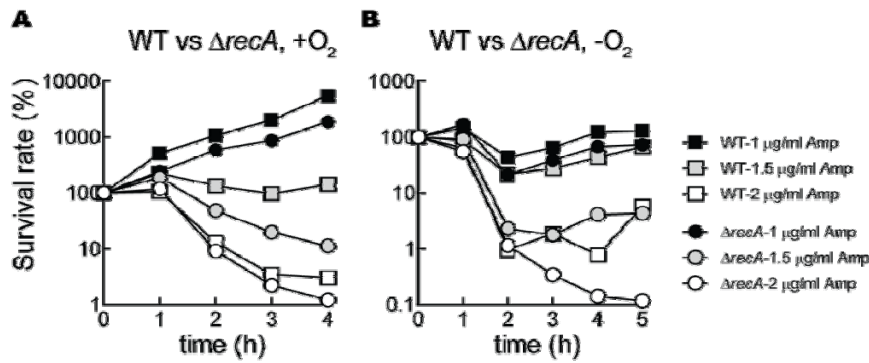 A
B
WT vs ΔrecA, +O2
WT vs ΔrecA, -O2
Survival rate (%)
10000
1000
100
10
1
0 1 2 3 4
time (h)
100
10
1
0.1
0 1 2 3 4 5
time (h)
WT-1 μg/ml Amp
WT-1.5 μg/ml Amp
WT-2 μg/ml Amp
ΔrecA-1 μg/ml Amp
ΔrecA-1.5 μg/ml Amp
ΔrecA-2 μg/ml Amp